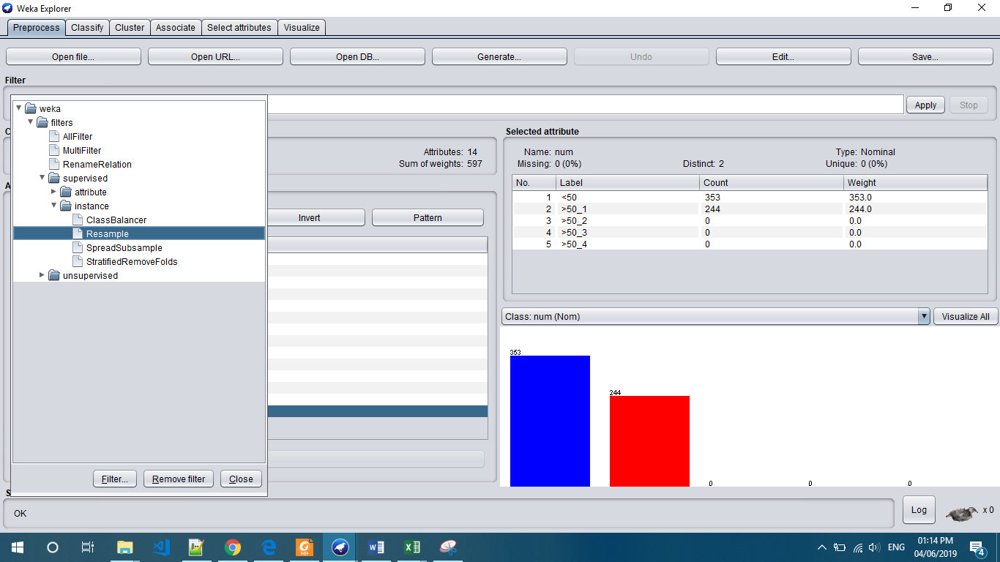 Weka Explorer
Preprocess Classify Cluster Associate Select attributes Visualize
Open file... Open URL... Open DB... Generate... Undo Edit... Save...
Filter
Apply Stop
weka
filters
AllFilter
MultiFilter
RenameRelation
supervised
attribute
instance
ClassBalancer
Resample
SpreadSubsample
StratifiedRemoveFolds
unsupervised
Filter... Remove filter Close
Attributes: 14
Sum of weights: 597
Invert Pattern
Selected attribute
Name: num Type: Nominal
Missing: 0 (0%) Distinct: 2 Unique: 0 (0%)
No. Label Count Weight
1 <50 353 353.0
2 >50_1 244 244.0
3 >50_2 0 0.0
4 >50_3 0 0.0
5 >50_4 0 0.0
Class: num (Nom) Visualize All
353
244
0 0 0
OK
Log x 0
ENG 01:14 PM
04/06/2019 4